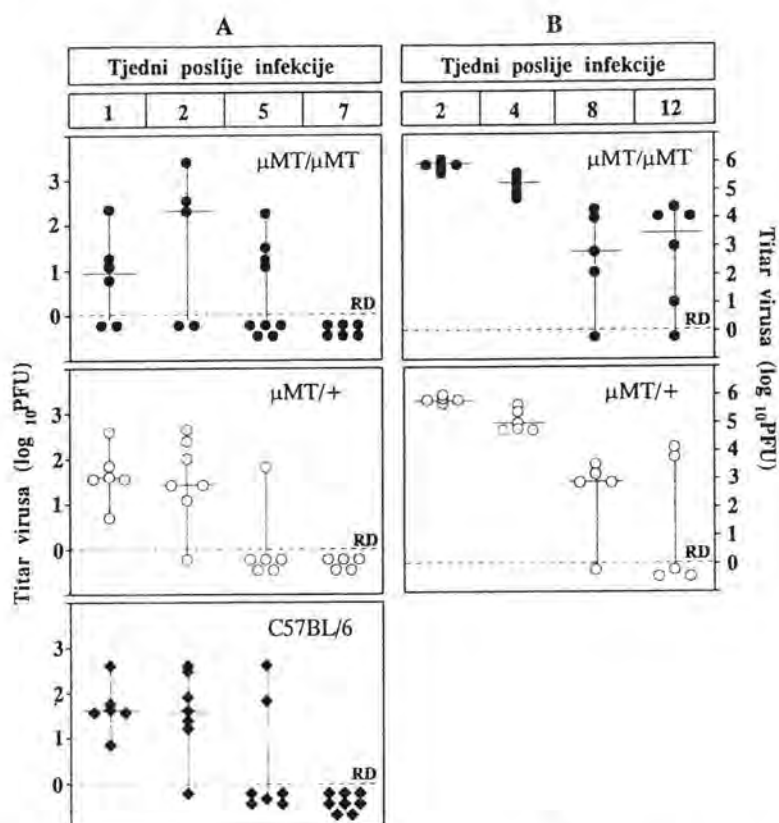 A
B
Tjedni poslije infekcije
Tjedni poslije infekcije
1 2 5 7
2 4 8 12
µMT/µMT
3
2
1
0
RD
µMT/µMT
6
5
4
3
2
1
0
RD
µMT/+
3
2
1
0
RD
µMT/+
6
5
4
3
2
1
0
RD
C57BL/6
3
2
1
0
RD
Titar virusa (log 10PFU)
Titar virusa (log 10PFU)